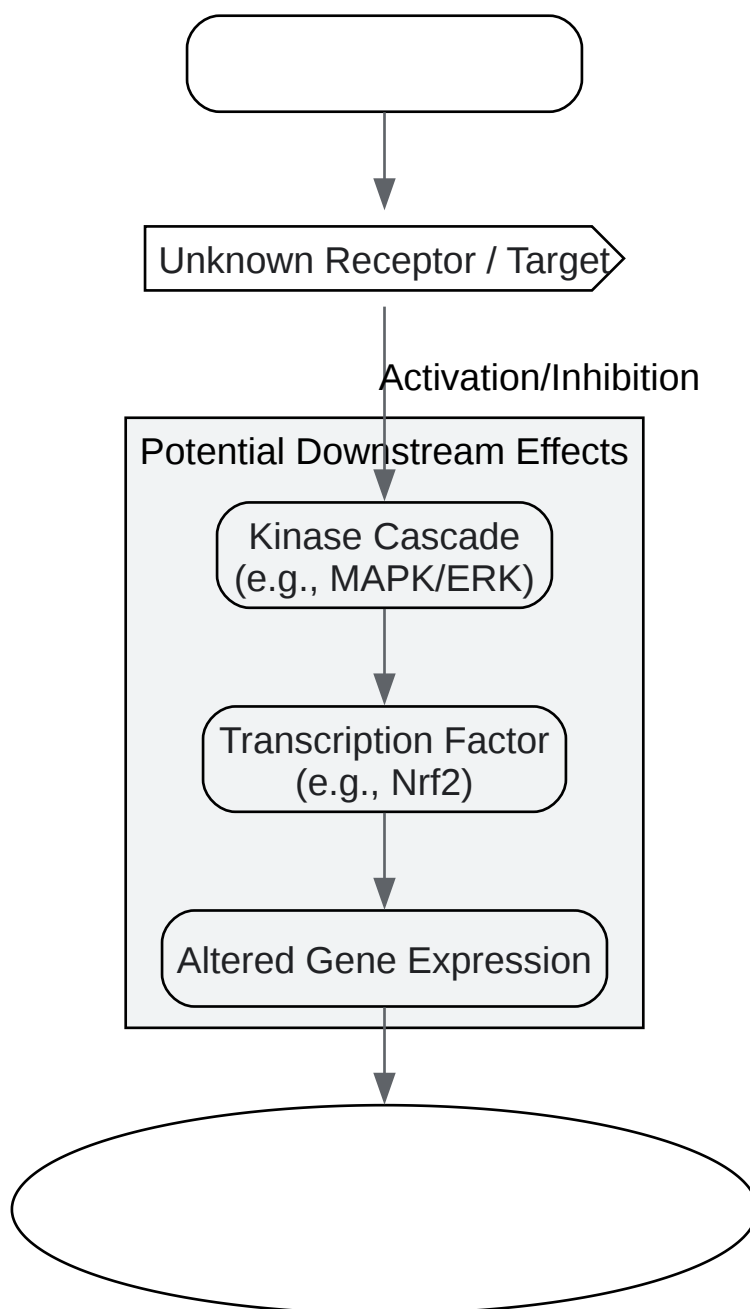 Unknown Receptor / Target
Activation/Inhibition
Potential Downstream Effects
Kinase Cascade
(e.g., MAPK/ERK)
Transcription Factor
(e.g., Nrf2)
Altered Gene Expression